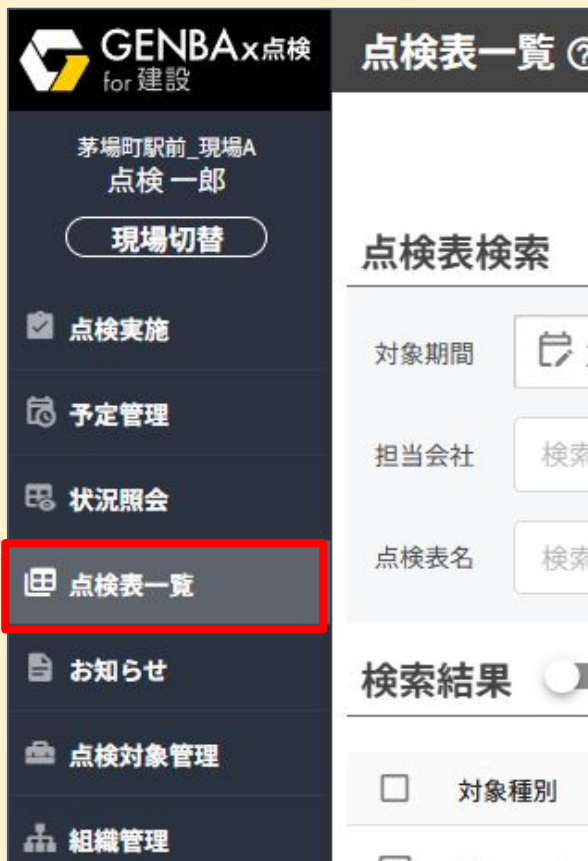 GENBAx点検
for 建設
茅場町駅前_現場A
点検 一郎
現場切替
点検実施
予定管理
状況照会
点検表一覧
お知らせ
点検対象管理
組織管理
点検表一覧
点検表検索
対象期間
担当会社 検索
点検表名 検索
検索結果
対象種別